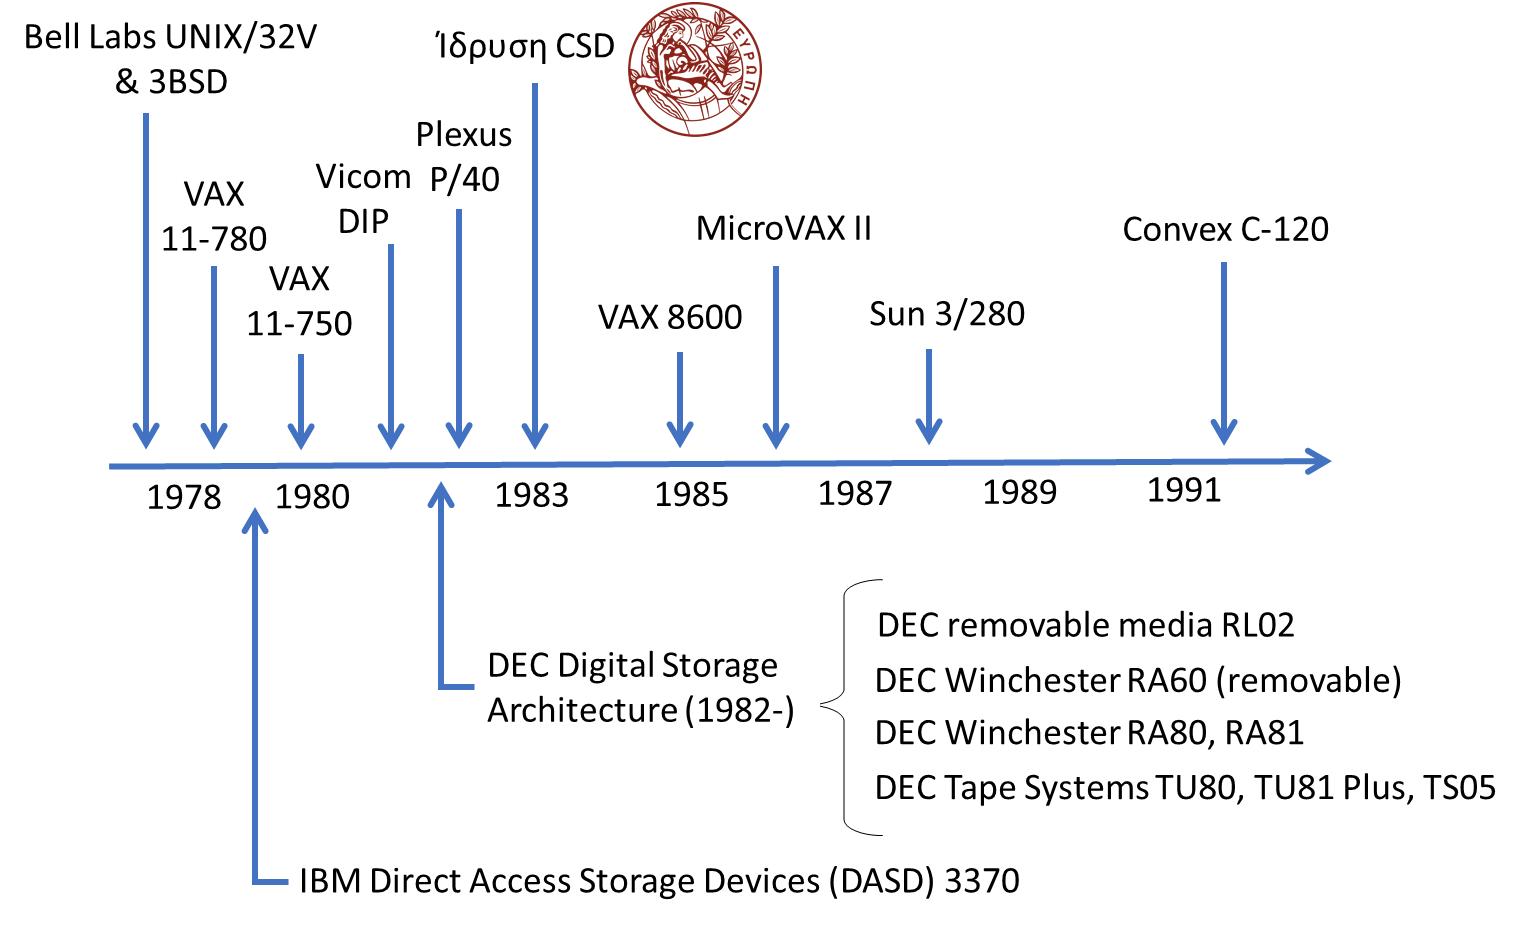 Bell Labs UNIX/32V
& 3BSD
VAX
11-780
VAX
11-750
Vicom
DIP
Plexus
P/40
Ίδρυση CSD
ΕΥΡΩΠΗ
VAX 8600
MicroVAX II
Sun 3/280
Convex C-120
1978
1980
1983
1985
1987
1989
1991
DEC Digital Storage
Architecture (1982-)
DEC removable media RL02
DEC Winchester RA60 (removable)
DEC Winchester RA80, RA81
DEC Tape Systems TU80, TU81 Plus, TS05
IBM Direct Access Storage Devices (DASD) 3370